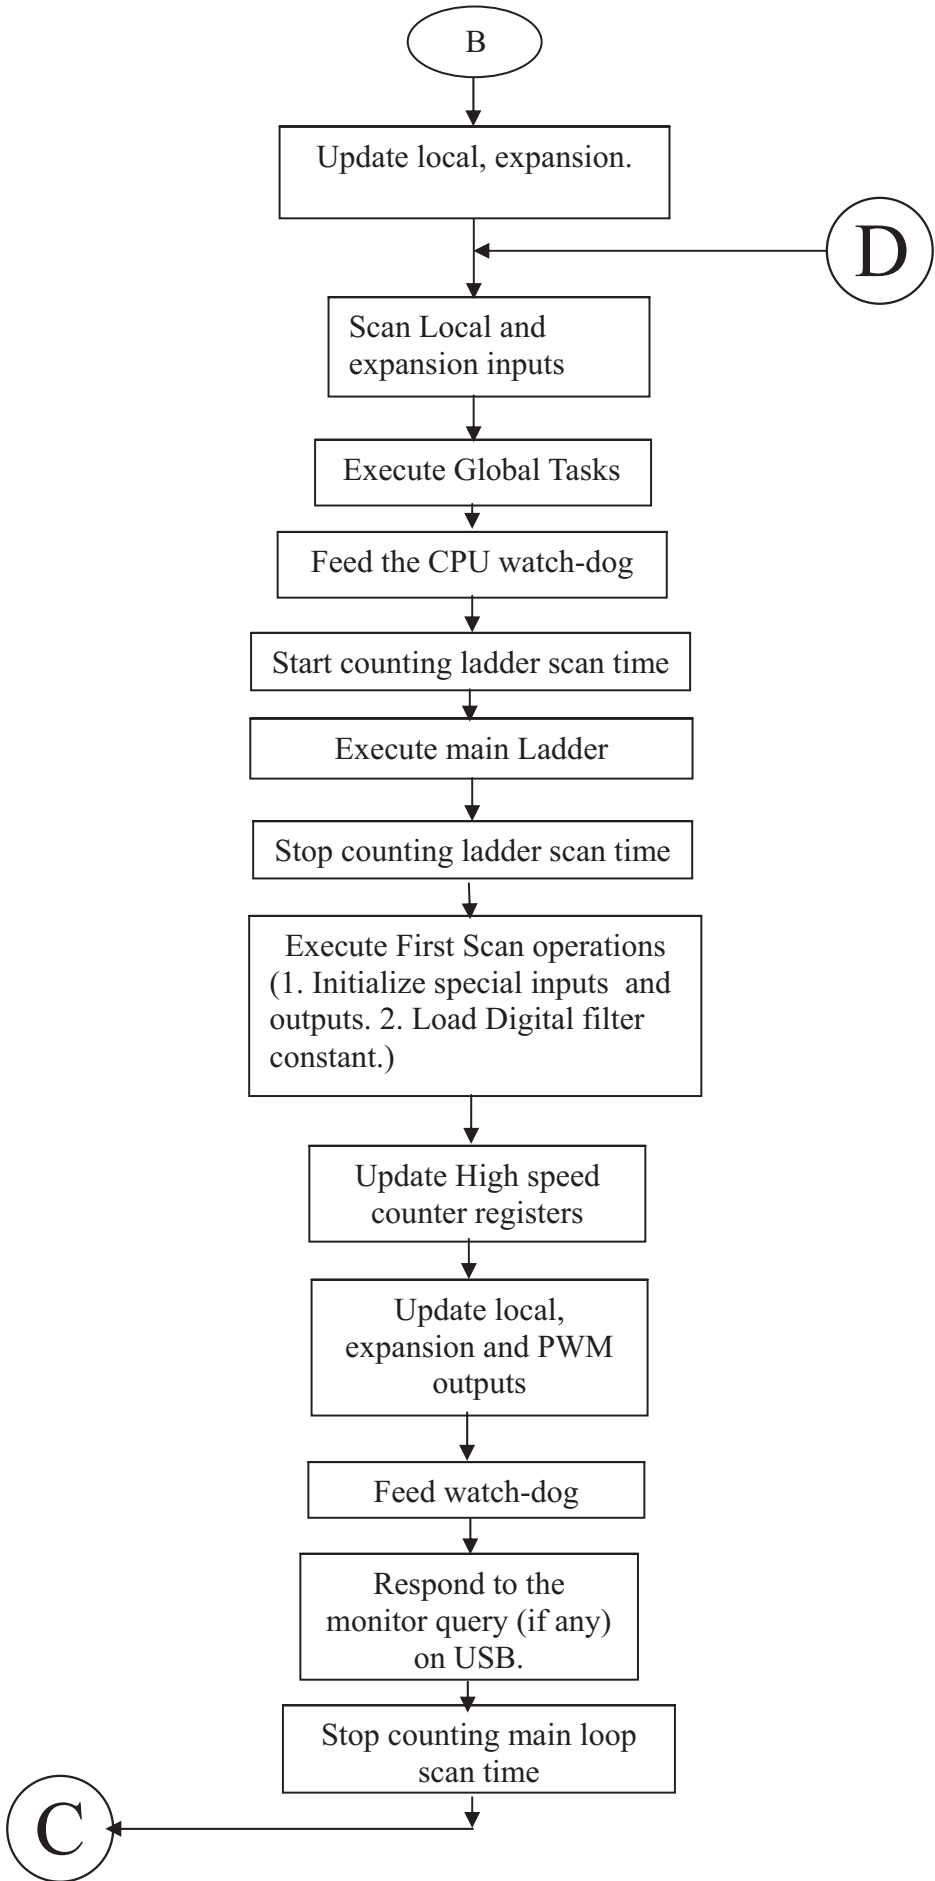 B
Update local, expansion.
D
Scan Local and
expansion inputs
Execute Global Tasks
Feed the CPU watch-dog
Start counting ladder scan time
Execute main Ladder
Stop counting ladder scan time
Execute First Scan operations
(1. Initialize special inputs and
outputs. 2. Load Digital filter
constant.)
Update High speed
counter registers
Update local,
expansion and PWM
outputs
Feed watch-dog
Respond to the
monitor query (if any)
on USB.
Stop counting main loop
scan time
C